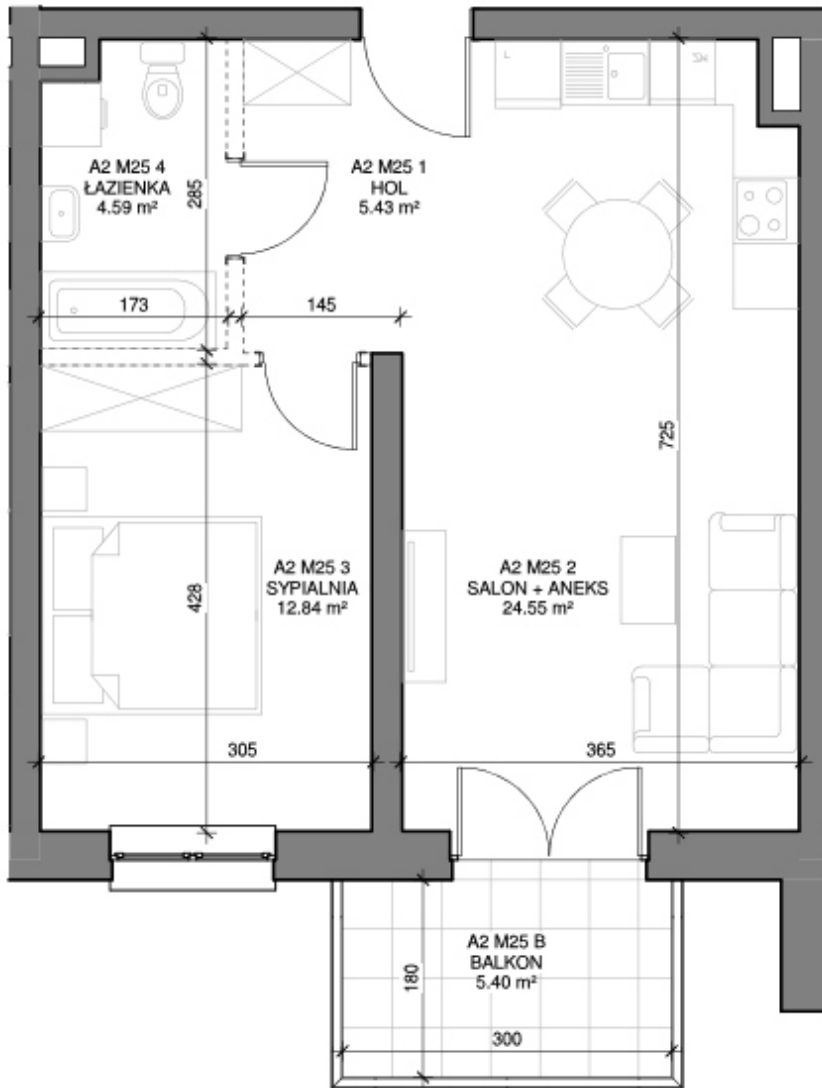 L
ZM
A2 M25 4
ŁAZIENKA
4.59 m²
285
A2 M25 1
HOL
5.43 m²
173
145
725
A2 M25 3
SYPIALNIA
12.84 m²
428
A2 M25 2
SALON + ANEKS
24.55 m²
305
365
A2 M25 B
BALKON
5.40 m²
180
300